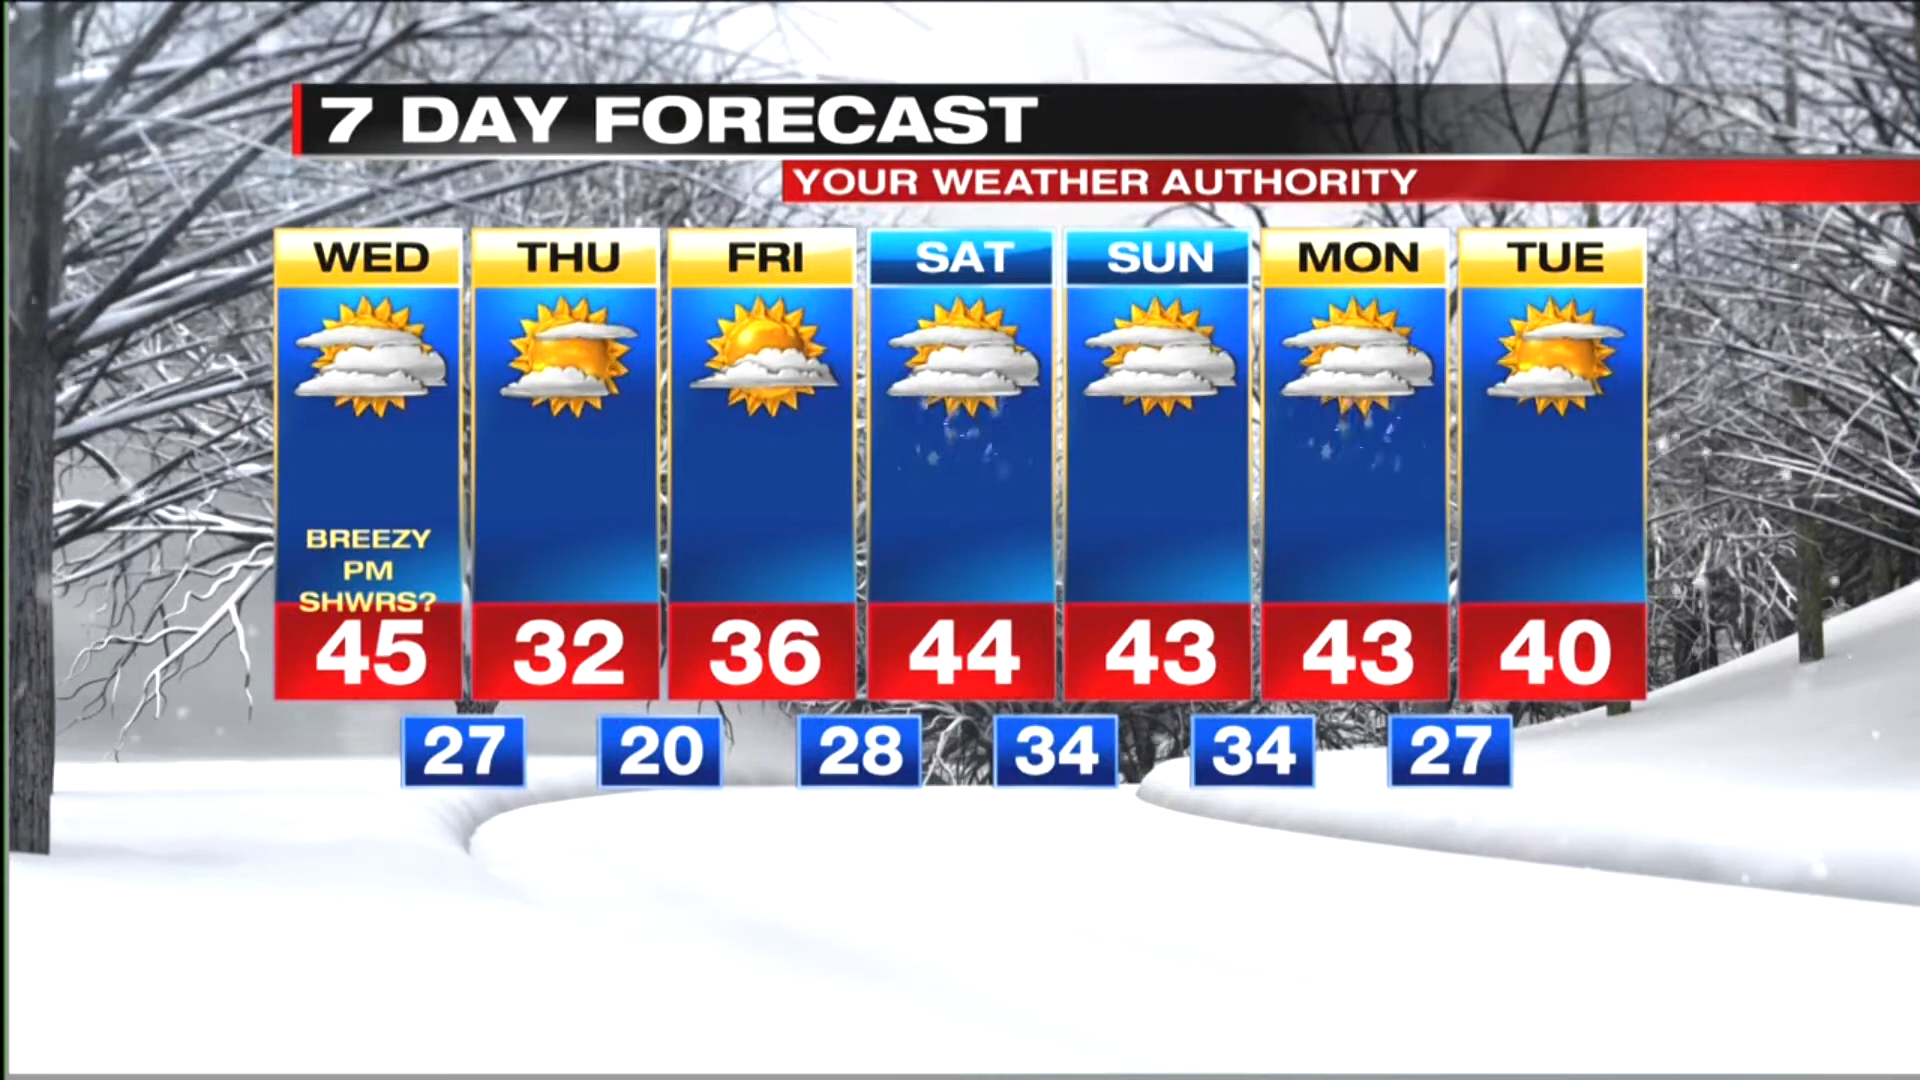 7 DAY FORECAST
YOUR WEATHER AUTHORITY
WED THU FRI SAT SUN MON TUE
BREEZY
PM
SHWRS?
45 32 36 44 43 43 40
27 20 28 34 34 27